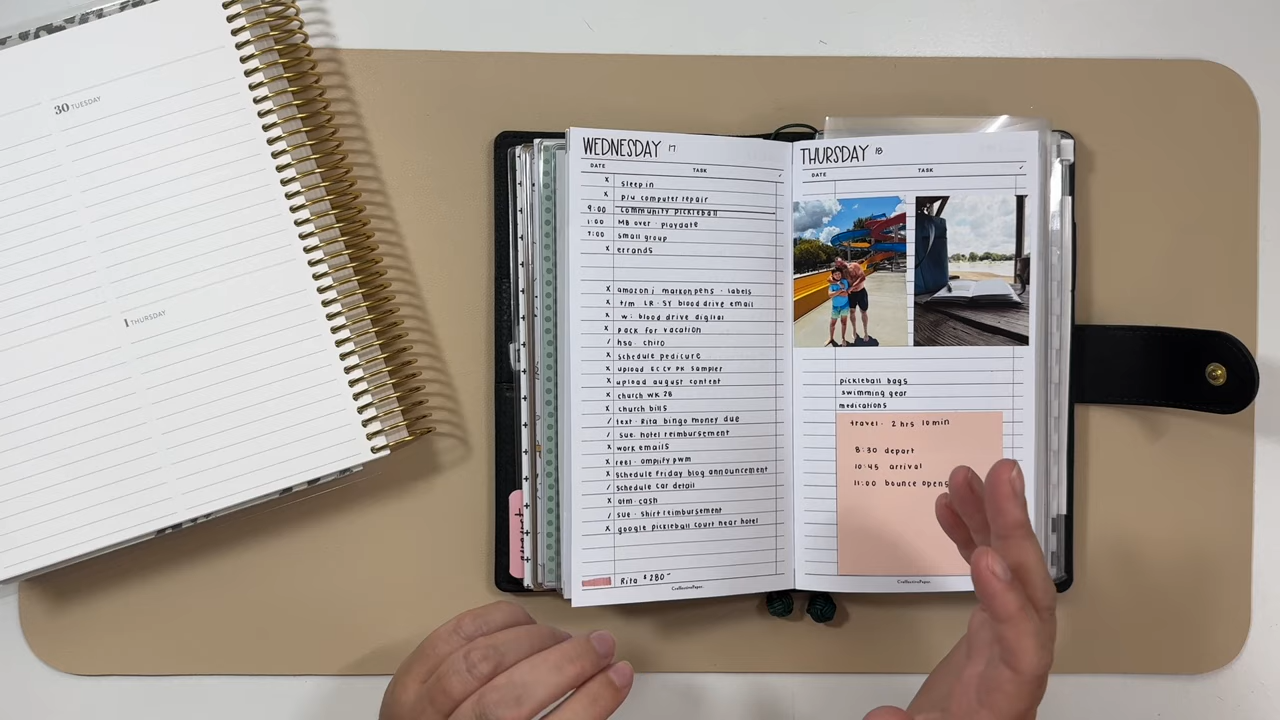 30 TUESDAY
1 THURSDAY
WEDNESDAY 17
DATE TASK ✓
x sleep in
x p/u computer repair
9:00 community pickleball
1:00 MB over · playdate
7:00 small group
x errands
x amazon; markon pens · labels
x t/m LR · SY blood drive email
x w: blood drive digital
x pack for vacation
/ hsa · chiro
x schedule pedicure
x upload ECCV PK sampler
x upload august content
x church WK 28
x church bills
/ text · Rita bingo money due
/ sue · hotel reimbursement
x work emails
x reel · amplify pwm
x schedule friday blog announcement
/ schedule car detail
x atm · cash
/ sue · shirt reimbursement
x google pickleball court near hotel
Rita $280
CraftmotivePaper
THURSDAY 18
DATE TASK ✓
pickleball bags
swimming gear
medications
travel · 2 hrs 10 min
8:30 depart
10:45 arrival
11:00 bounce opens